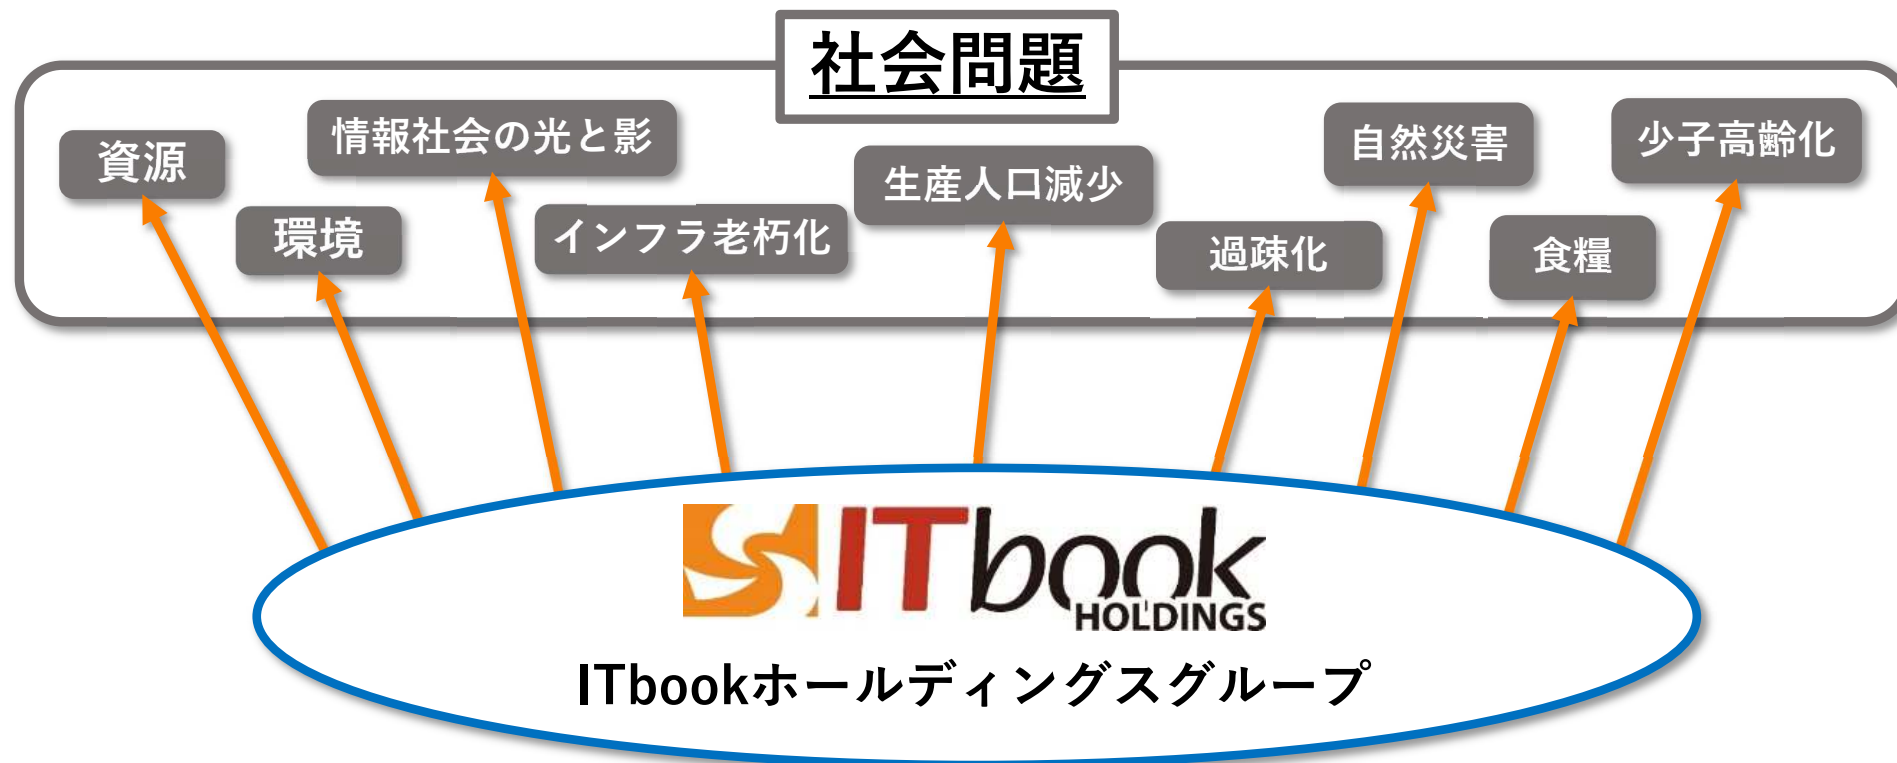 社会問題
資源
情報社会の光と影
環境
インフラ老朽化
生産人口減少
過疎化
自然災害
食糧
少子高齢化
ITbook
HOLDINGS
ITbookホールディングスグループ